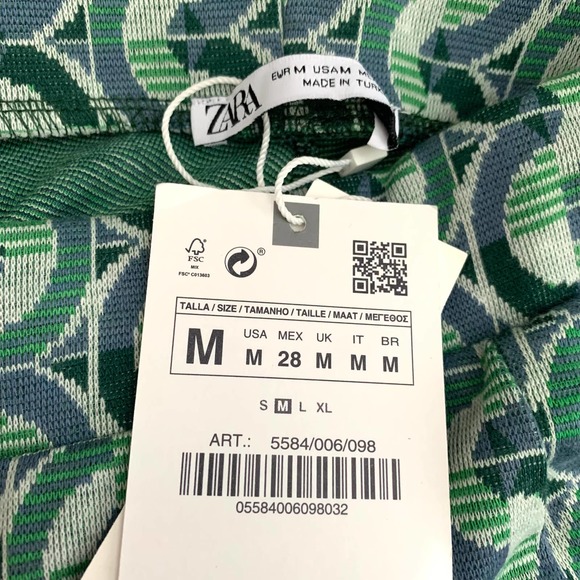 ZARA
EUR M USA M M
MADE IN
FSC
MIX
FSC® C013603
®
TALLA / SIZE / TAMANHO / TAILLE / MAAT / ΜΕΓΕΘΟΣ
M
USA MEX UK IT BR
M 28 M M M
S M L XL
ART.: 5584/006/098
05584006098032